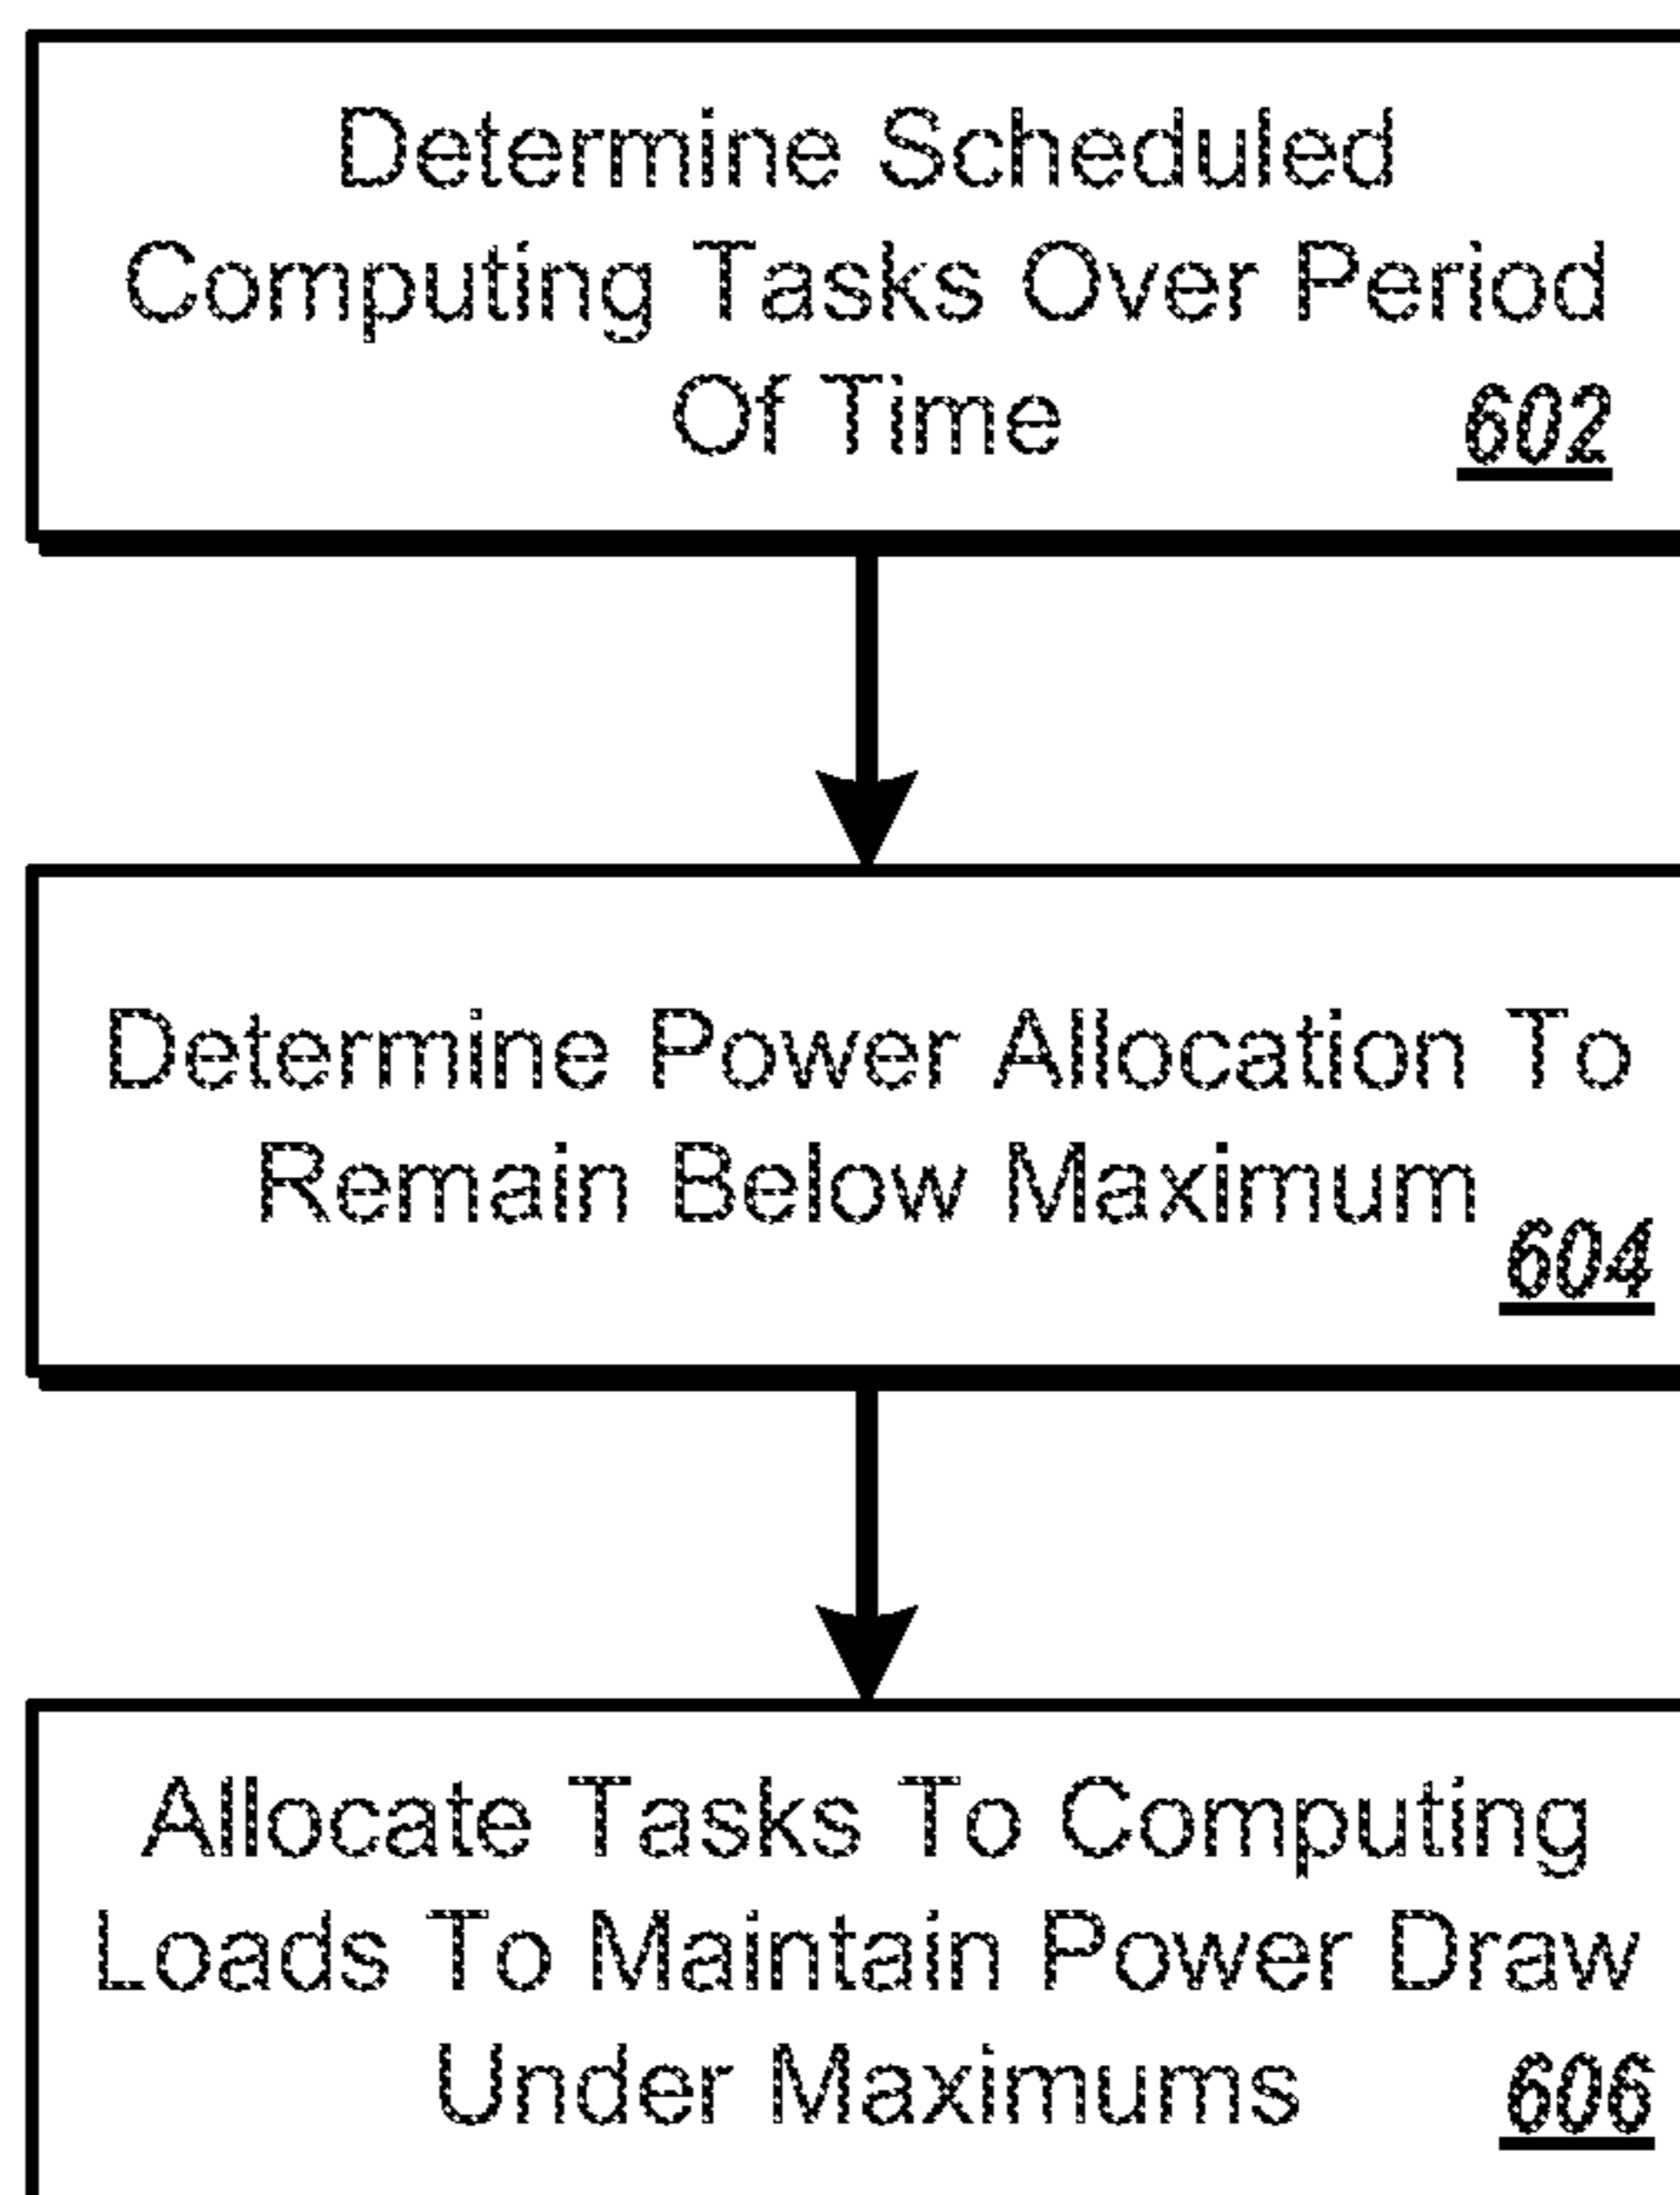 Determine Scheduled
Computing Tasks Over Period
Of Time 602
Determine Power Allocation To
Remain Below Maximum
604
Allocate Tasks To Computing
Loads To Maintain Power Draw
Under Maximums 606